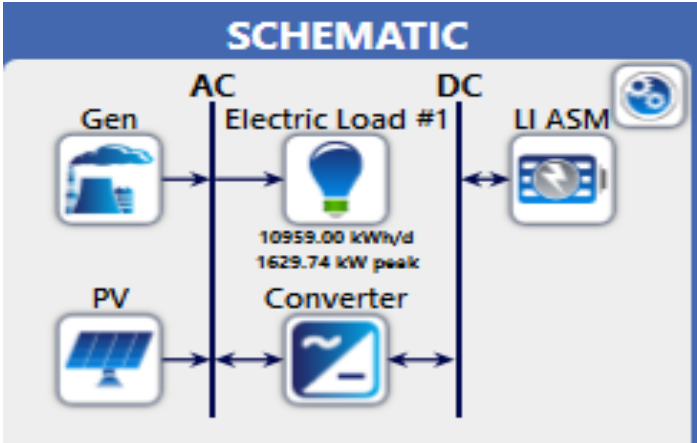 SCHEMATIC
AC DC
Gen Electric Load #1 LI ASM
10959.00 kWh/d
1629.74 kW peak
PV Converter